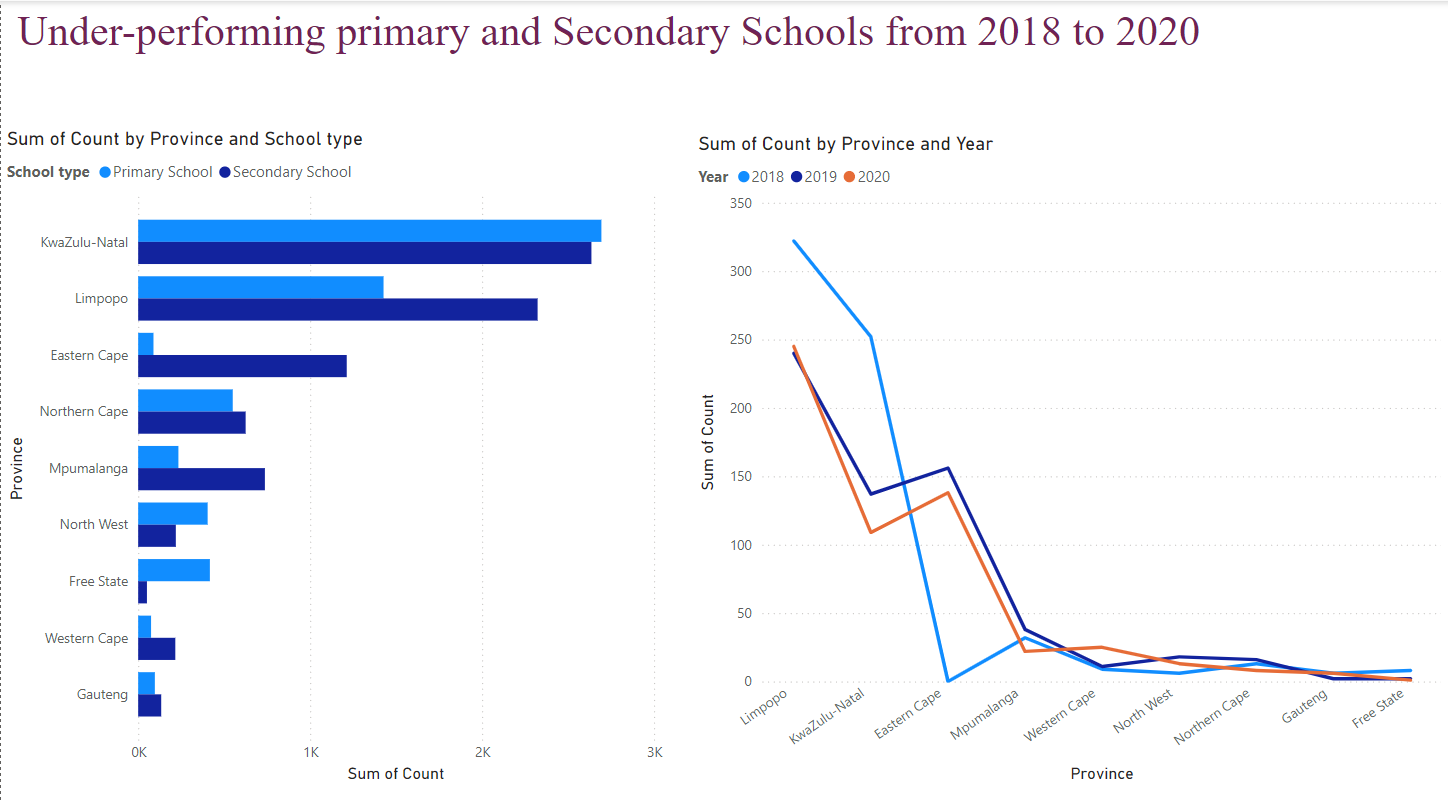 Under-performing primary and Secondary Schools from 2018 to 2020
Sum of Count by Province and School type
School type Primary School Secondary School
Province
KwaZulu-Natal
Limpopo
Eastern Cape
Northern Cape
Mpumalanga
North West
Free State
Western Cape
Gauteng
0K 1K 2K 3K
Sum of Count
Sum of Count by Province and Year
Year 2018 2019 2020
Sum of Count
350
300
250
200
150
100
50
0
Limpopo KwaZulu-Natal Eastern Cape Mpumalanga Western Cape North West Northern Cape Gauteng Free State
Province